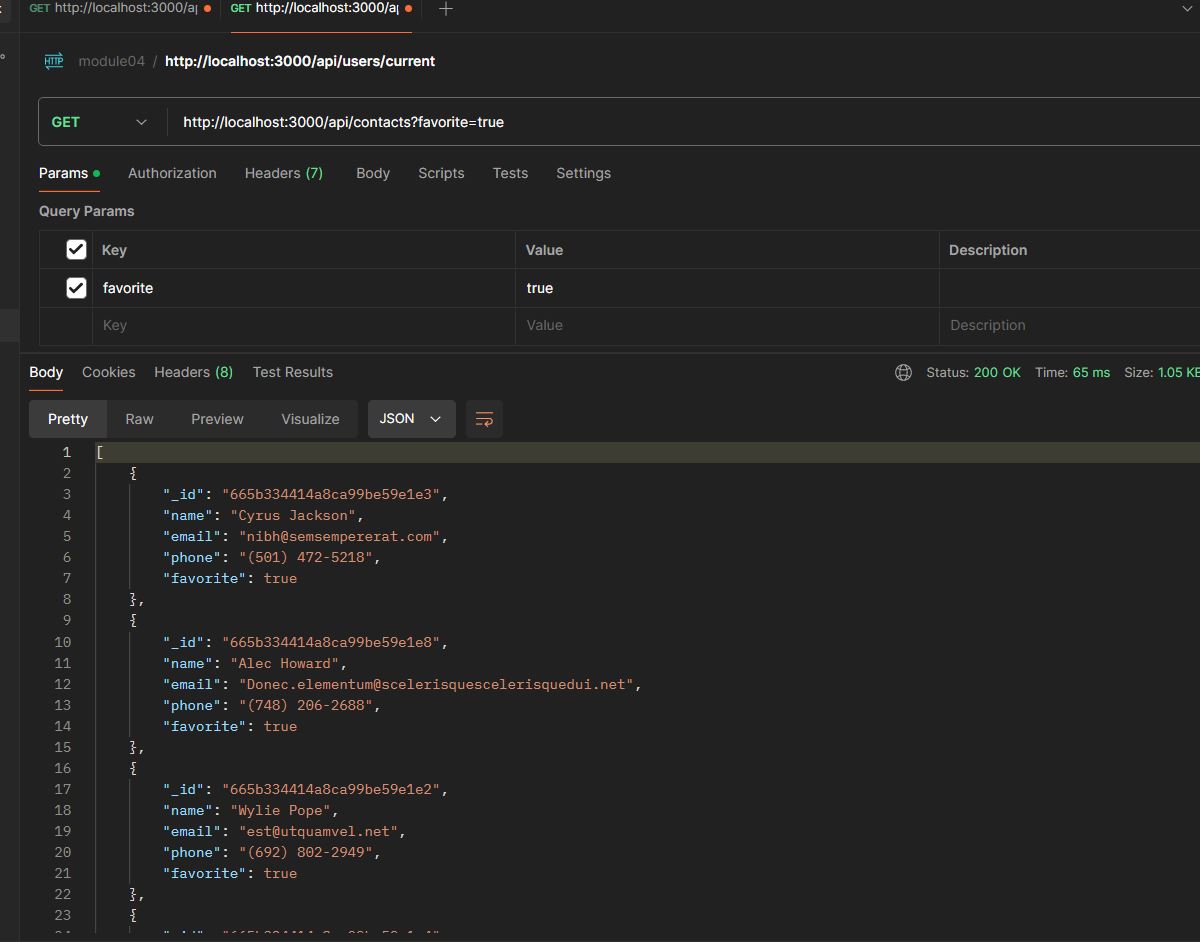 GET http://localhost:3000/ap GET http://localhost:3000/ap
HTTP module04 / http://localhost:3000/api/users/current
GET http://localhost:3000/api/contacts?favorite=true
Params Authorization Headers (7) Body Scripts Tests Settings
Query Params
Key Value Description
favorite true
Key Value Description
Body Cookies Headers (8) Test Results Status: 200 OK Time: 65 ms Size: 1.05 KB
Pretty Raw Preview Visualize JSON
1 [
2 {
3 "_id": "665b334414a8ca99be59e1e3",
4 "name": "Cyrus Jackson",
5 "email": "nibh@semsempererat.com",
6 "phone": "(501) 472-5218",
7 "favorite": true
8 },
9 {
10 "_id": "665b334414a8ca99be59e1e8",
11 "name": "Alec Howard",
12 "email": "Donec.elementum@scelerisquescelerisquedui.net",
13 "phone": "(748) 206-2688",
14 "favorite": true
15 },
16 {
17 "_id": "665b334414a8ca99be59e1e2",
18 "name": "Wylie Pope",
19 "email": "est@utquamvel.net",
20 "phone": "(692) 802-2949",
21 "favorite": true
22 },
23 {